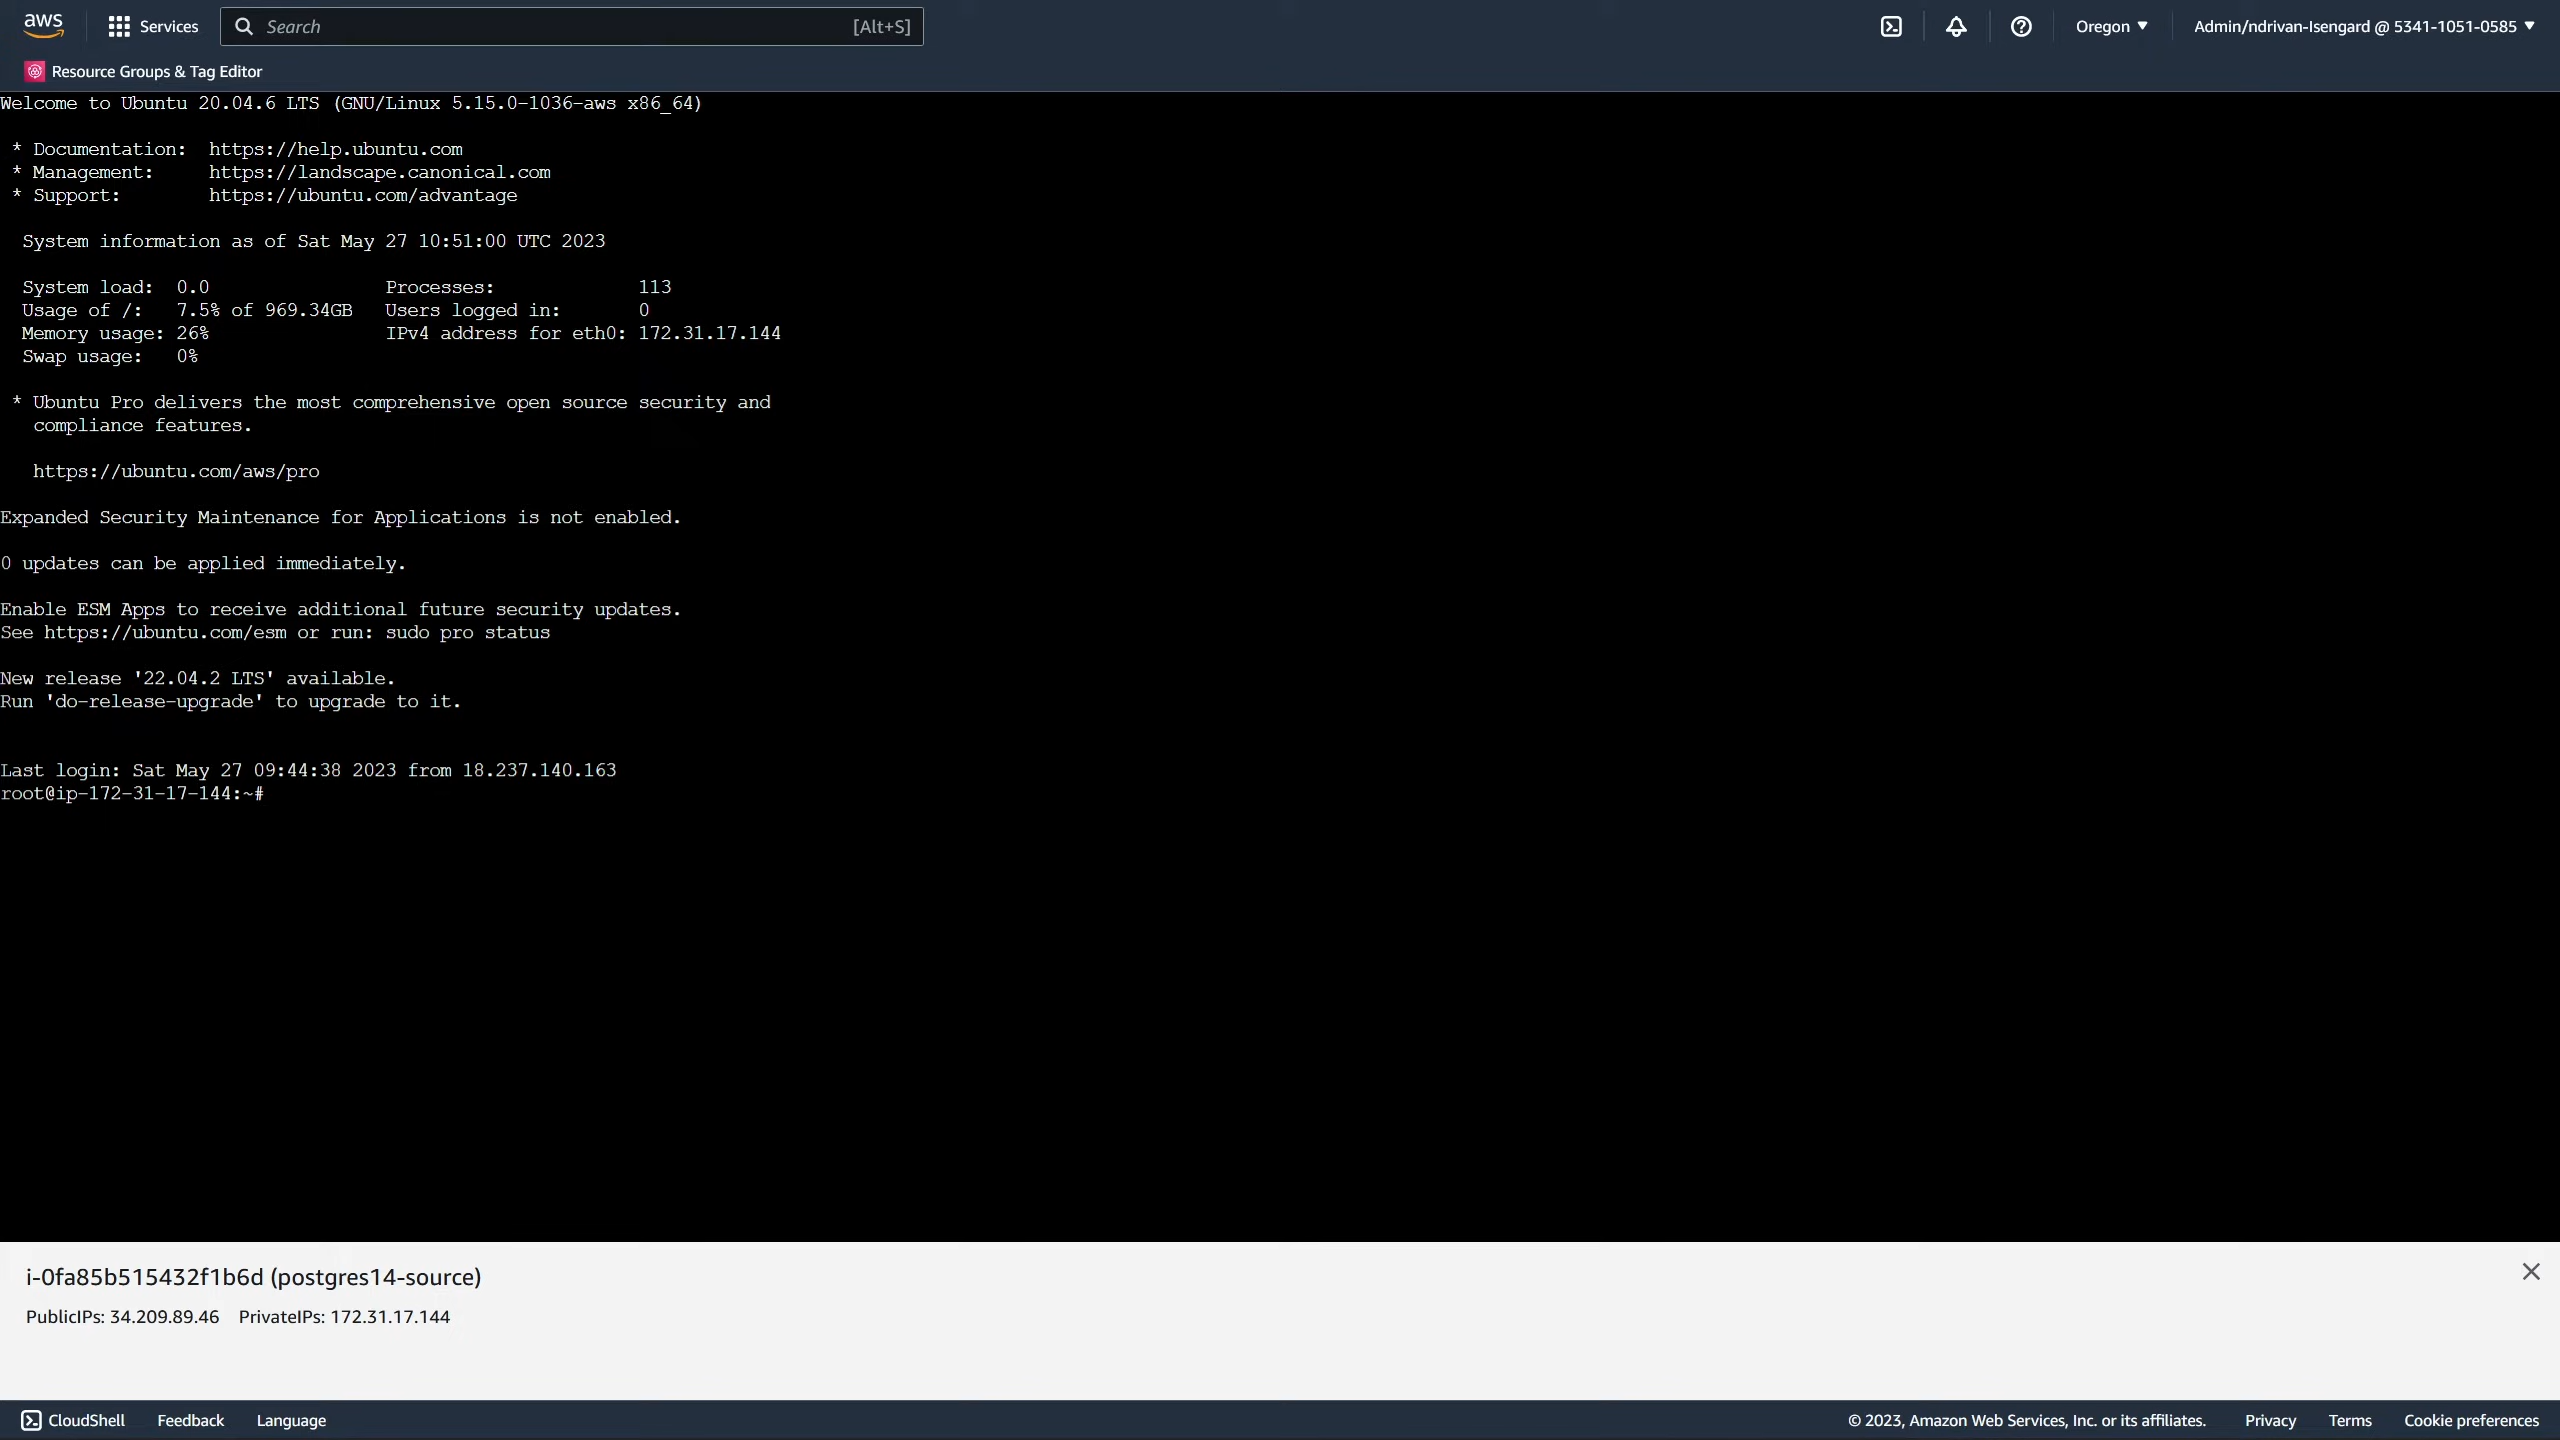 aws Services Search [Alt+S] Oregon Admin/ndrivan-Isengard @ 5341-1051-0585
Resource Groups & Tag Editor
Welcome to Ubuntu 20.04.6 LTS (GNU/Linux 5.15.0-1036-aws x86_64)
* Documentation: https://help.ubuntu.com
* Management: https://landscape.canonical.com
* Support: https://ubuntu.com/advantage
System information as of Sat May 27 10:51:00 UTC 2023
System load: 0.0 Processes: 113
Usage of /: 7.5% of 969.34GB Users logged in: 0
Memory usage: 26% IPv4 address for eth0: 172.31.17.144
Swap usage: 0%
* Ubuntu Pro delivers the most comprehensive open source security and
compliance features.
https://ubuntu.com/aws/pro
Expanded Security Maintenance for Applications is not enabled.
0 updates can be applied immediately.
Enable ESM Apps to receive additional future security updates.
See https://ubuntu.com/esm or run: sudo pro status
New release '22.04.2 LTS' available.
Run 'do-release-upgrade' to upgrade to it.
Last login: Sat May 27 09:44:38 2023 from 18.237.140.163
root@ip-172-31-17-144:~#
i-0fa85b515432f1b6d (postgres14-source)
PublicIPs: 34.209.89.46 PrivateIPs: 172.31.17.144
CloudShell Feedback Language © 2023, Amazon Web Services, Inc. or its affiliates. Privacy Terms Cookie preferences